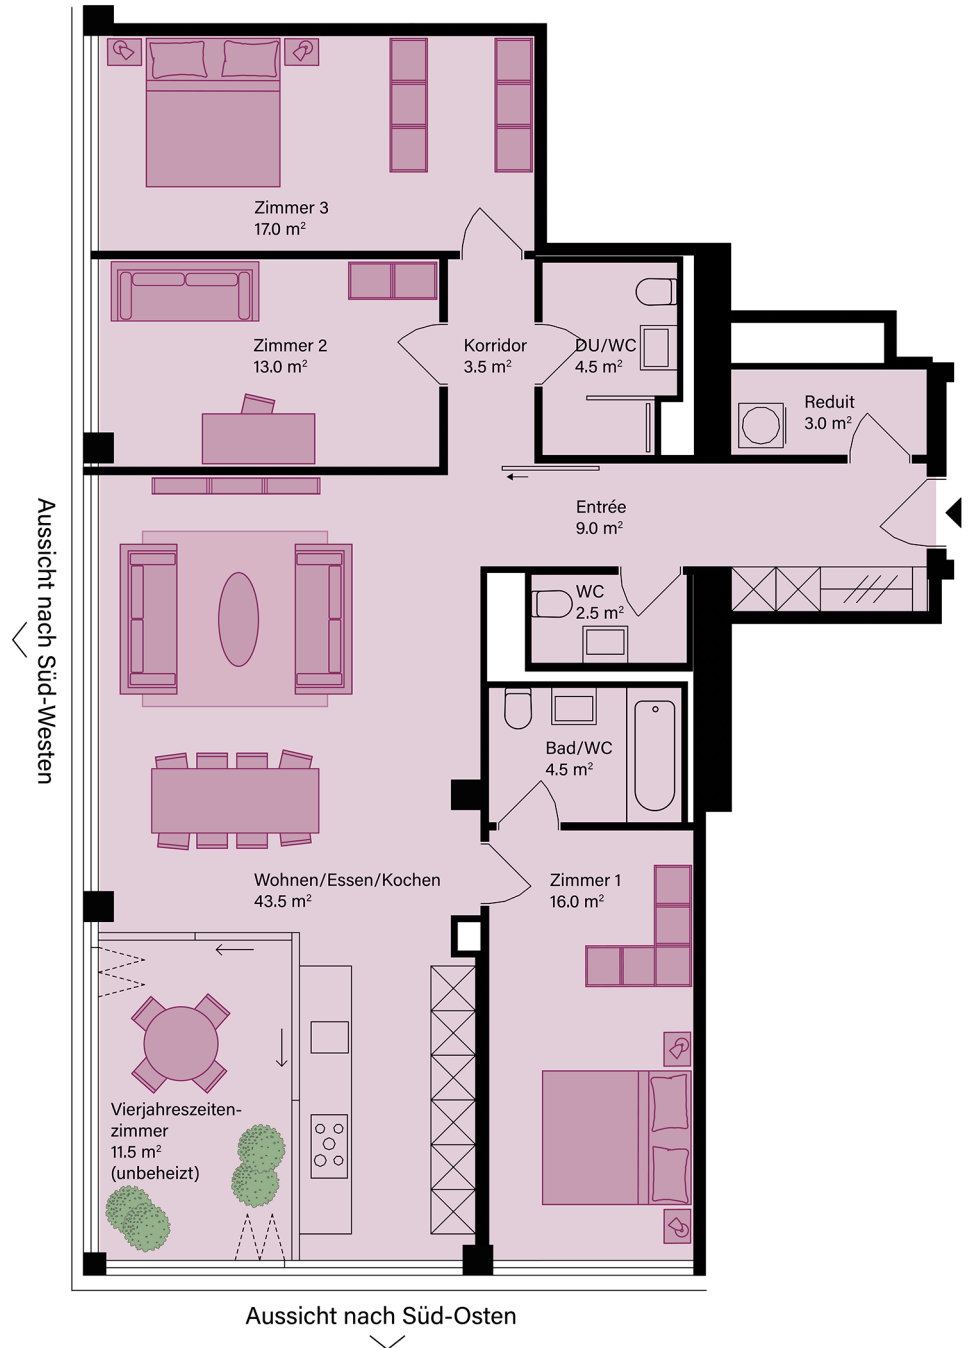 Zimmer 3
17.0 m²
Zimmer 2
13.0 m²
Korridor
3.5 m²
DU/WC
4.5 m²
Reduit
3.0 m²
Entrée
9.0 m²
WC
2.5 m²
Aussicht nach Süd-Westen
Bad/WC
4.5 m²
Wohnen/Essen/Kochen
43.5 m²
Zimmer 1
16.0 m²
Vierjahreszeiten-
zimmer
11.5 m²
(unbeheizt)
Aussicht nach Süd-Osten